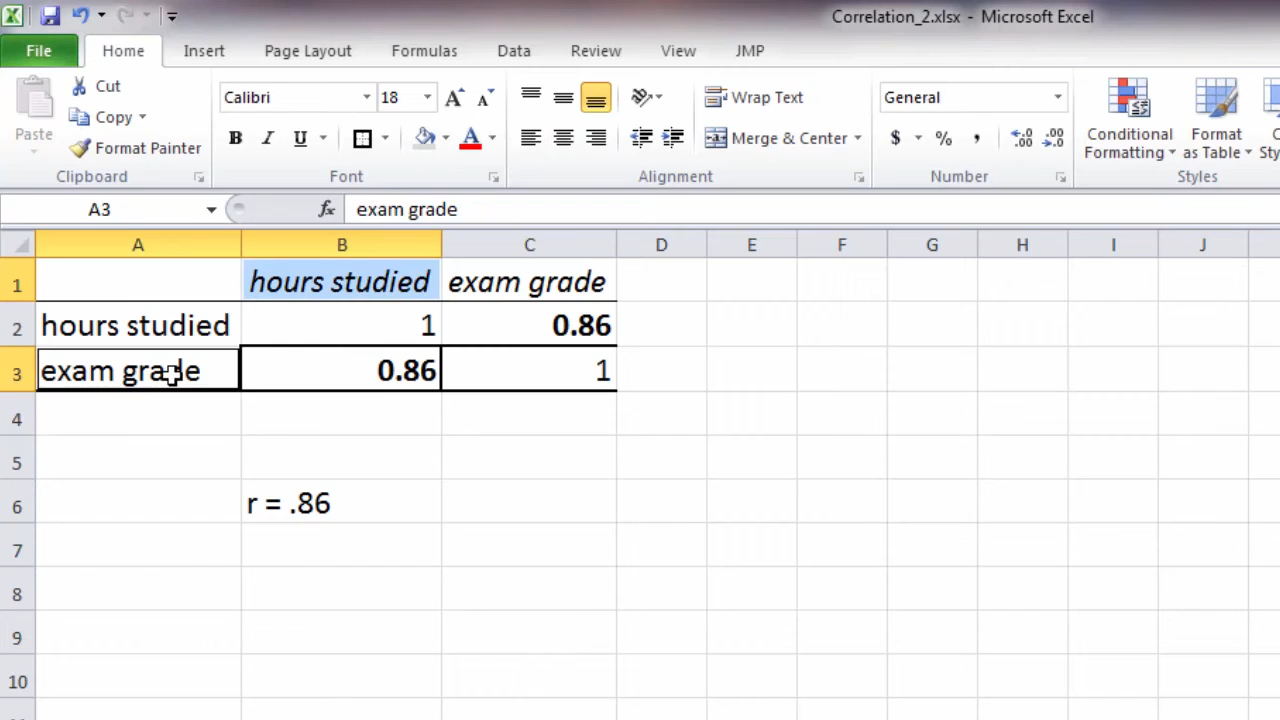 Correlation_2.xlsx - Microsoft Excel
File Home Insert Page Layout Formulas Data Review View JMP
Paste
Cut
Copy
Format Painter
Clipboard
Calibri 18 A A
B I U A
Font
Wrap Text
Merge & Center
Alignment
General
$ % , .00 .00
Number
Conditional Formatting
Format as Table
Styles
A3 fx exam grade
A B C D E F G H I J
1 hours studied exam grade
2 hours studied 1 0.86
3 exam grade 0.86 1
4
5
6 r = .86
7
8
9
10